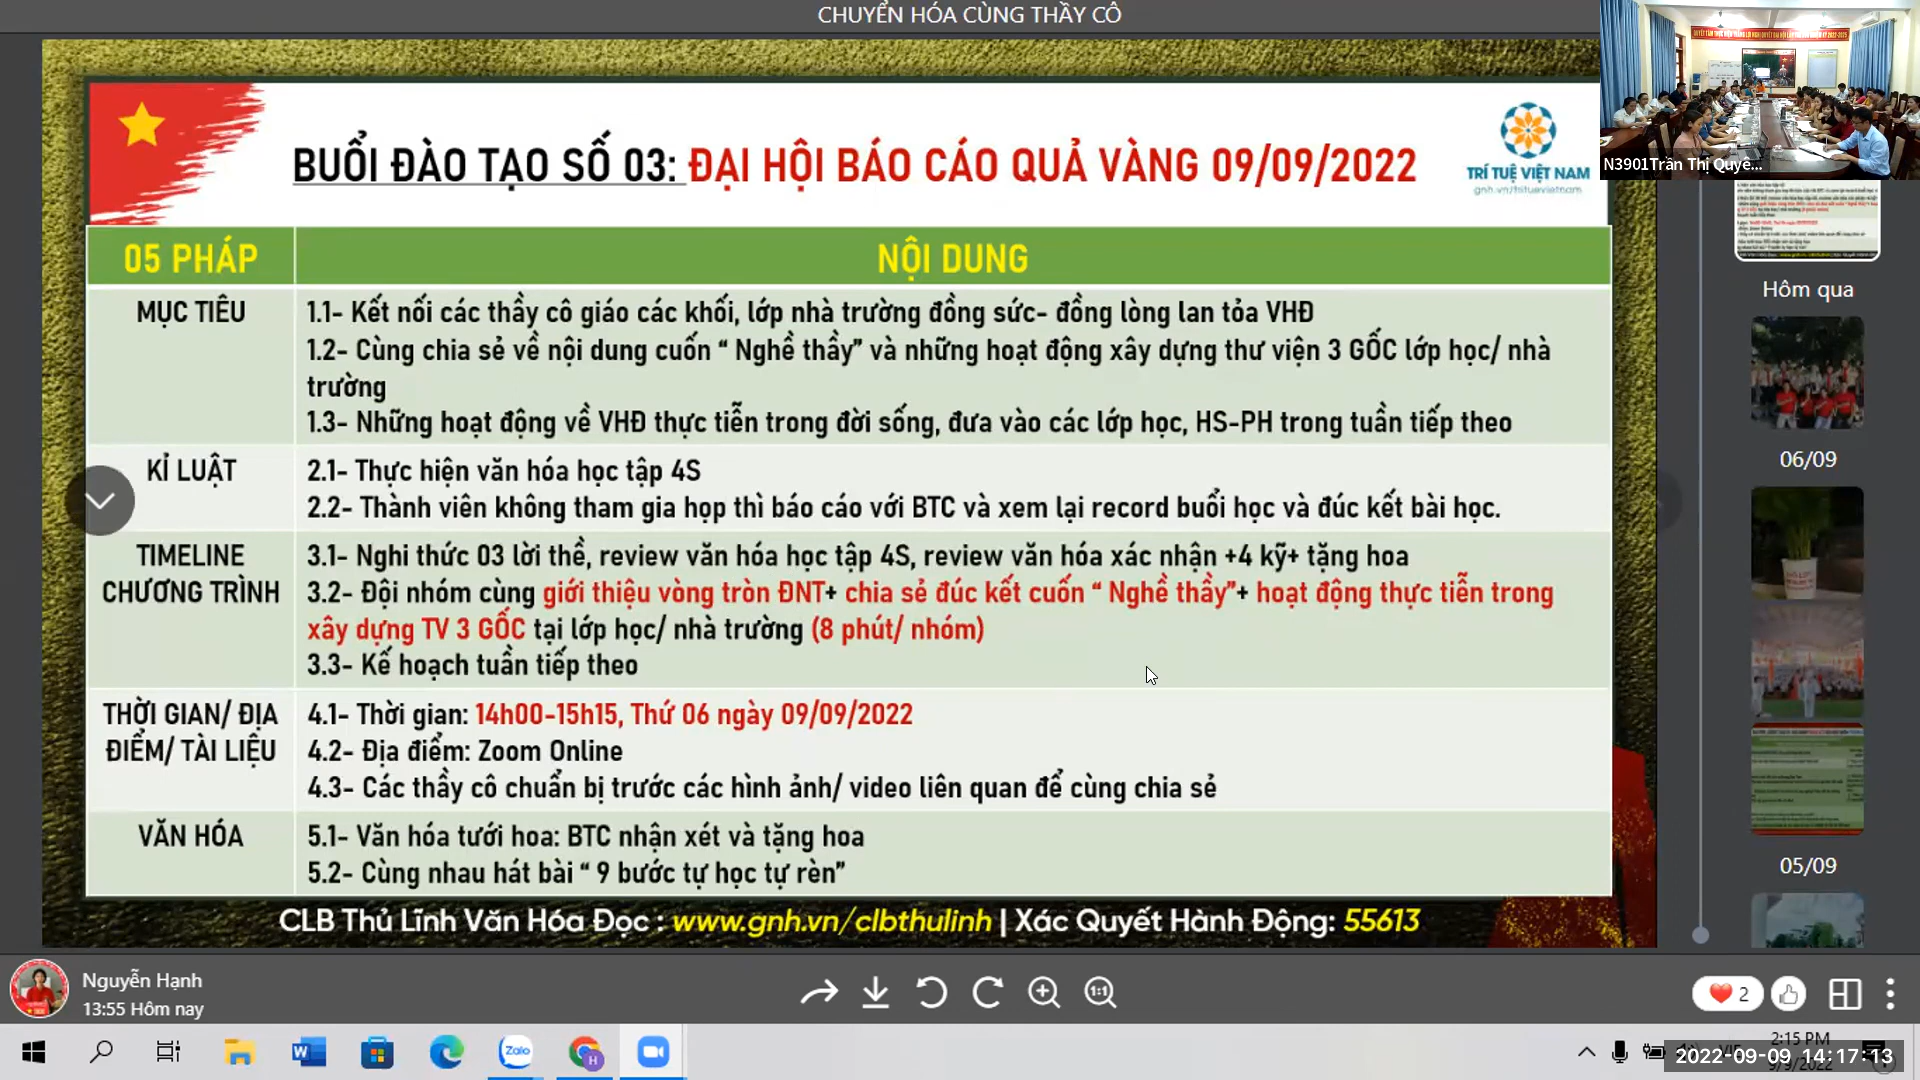 CHUYỂN HÓA CÙNG THẦY CÔ
N3901Trần Thị Quyê...
BUỔI ĐÀO TẠO SỐ 03: ĐẠI HỘI BÁO CÁO QUẢ VÀNG 09/09/2022
TRÍ TUỆ VIỆT NAM
gnh.vn/trituevietnam
05 PHÁP
NỘI DUNG
MỤC TIÊU
1.1- Kết nối các thầy cô giáo các khối, lớp nhà trường đồng sức- đồng lòng lan tỏa VHĐ
1.2- Cùng chia sẻ về nội dung cuốn “ Nghề thầy” và những hoạt động xây dựng thư viện 3 GỐC lớp học/ nhà
trường
1.3- Những hoạt động về VHĐ thực tiễn trong đời sống, đưa vào các lớp học, HS-PH trong tuần tiếp theo
KỈ LUẬT
2.1- Thực hiện văn hóa học tập 4S
2.2- Thành viên không tham gia họp thì báo cáo với BTC và xem lại record buổi học và đúc kết bài học.
TIMELINE
CHƯƠNG TRÌNH
3.1- Nghi thức 03 lời thề, review văn hóa học tập 4S, review văn hóa xác nhận +4 kỹ+ tặng hoa
3.2- Đội nhóm cùng giới thiệu vòng tròn ĐNT+ chia sẻ đúc kết cuốn “ Nghề thầy”+ hoạt động thực tiễn trong
xây dựng TV 3 GỐC tại lớp học/ nhà trường (8 phút/ nhóm)
3.3- Kế hoạch tuần tiếp theo
THỜI GIAN/ ĐỊA
ĐIỂM/ TÀI LIỆU
4.1- Thời gian: 14h00-15h15, Thứ 06 ngày 09/09/2022
4.2- Địa điểm: Zoom Online
4.3- Các thầy cô chuẩn bị trước các hình ảnh/ video liên quan để cùng chia sẻ
VĂN HÓA
5.1- Văn hóa tưới hoa: BTC nhận xét và tặng hoa
5.2- Cùng nhau hát bài “ 9 bước tự học tự rèn”
CLB Thủ Lĩnh Văn Hóa Đọc : www.gnh.vn/clbthulinh | Xác Quyết Hành Động: 55613
Hôm qua
06/09
05/09
Nguyễn Hạnh
13:55 Hôm nay
1:1
2
Zalo
H
2:15 PM
2022-09-09 14:17:13